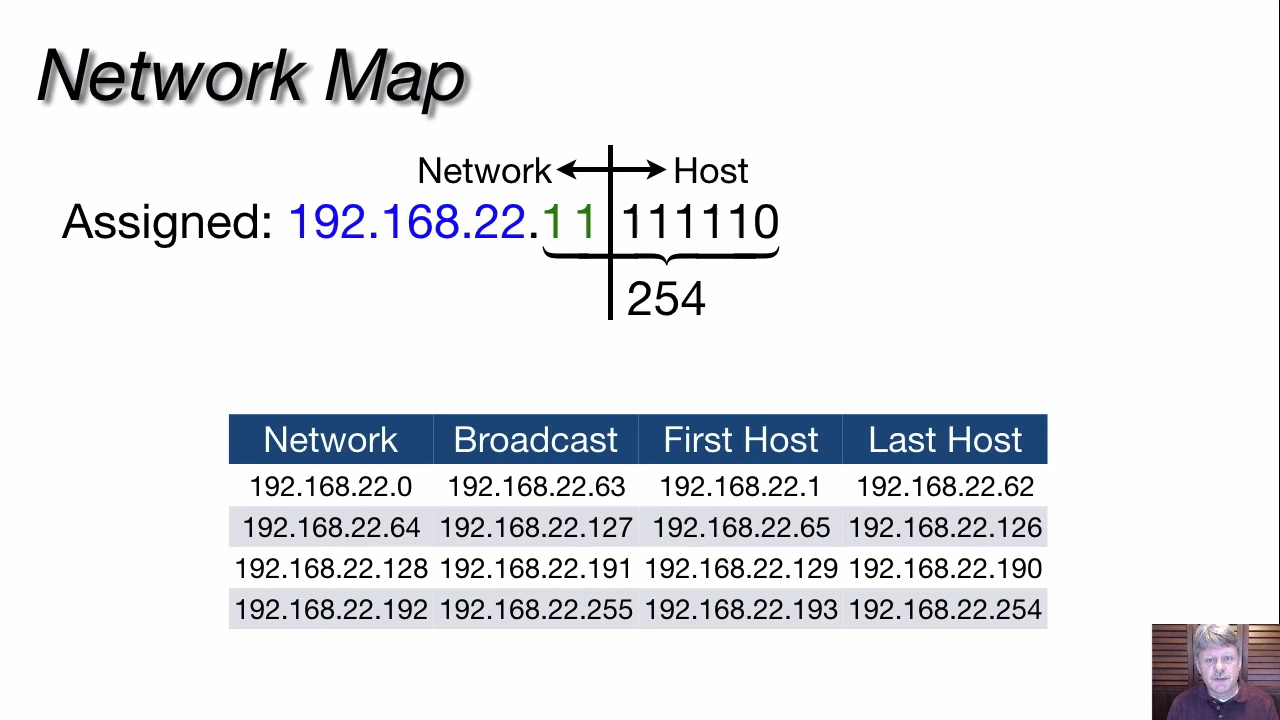 Network Map
Network Host
Assigned: 192.168.22.11 111110
254
Network Broadcast First Host Last Host
192.168.22.0 192.168.22.63 192.168.22.1 192.168.22.62
192.168.22.64 192.168.22.127 192.168.22.65 192.168.22.126
192.168.22.128 192.168.22.191 192.168.22.129 192.168.22.190
192.168.22.192 192.168.22.255 192.168.22.193 192.168.22.254